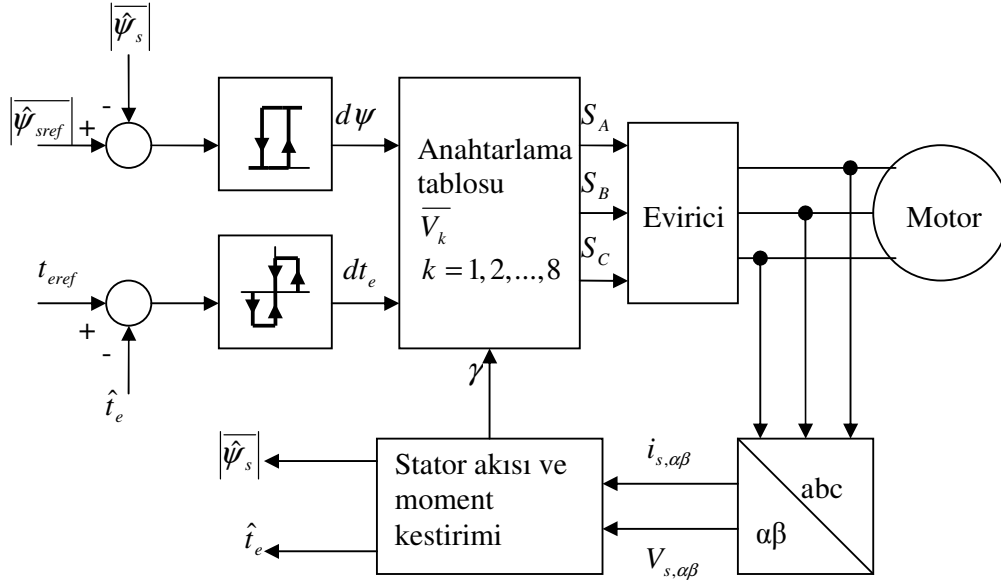 |ψ̂_s|
-
|ψ̂_sref|
+
dψ
Anahtarlama
tablosu
V_k
k = 1, 2, ..., 8
S_A
S_B
S_C
Evirici
Motor
t_eref
+
-
t̂_e
dt_e
γ
|ψ̂_s|
t̂_e
Stator akısı ve
moment
kestirimi
i_s,αβ
V_s,αβ
abc
αβ